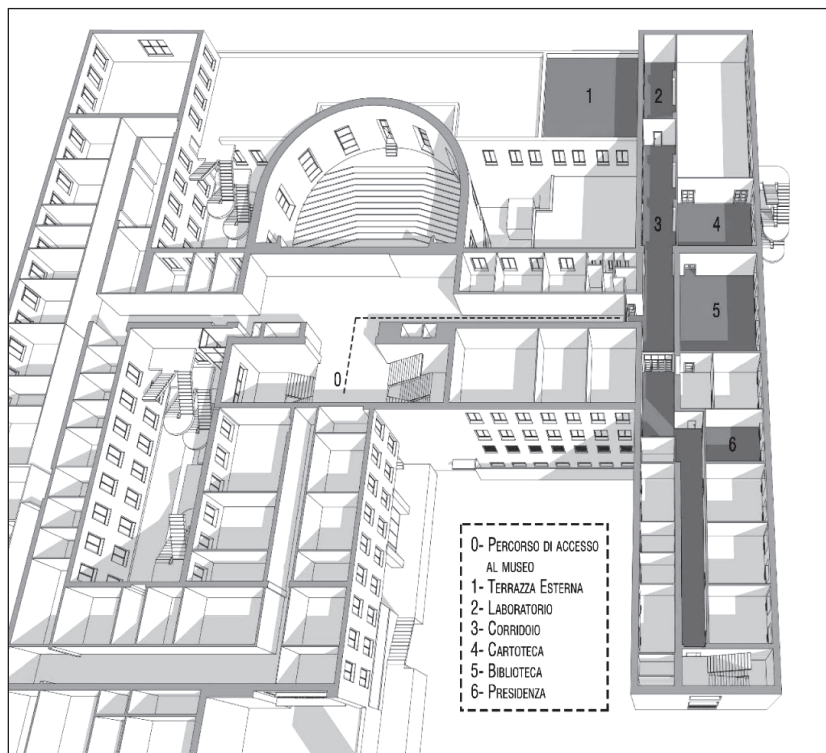 1
2
3
4
5
0
6
0- Percorso di accesso
al museo
1- Terrazza Esterna
2- Laboratorio
3- Corridoio
4- Cartoteca
5- Biblioteca
6- Presidenza